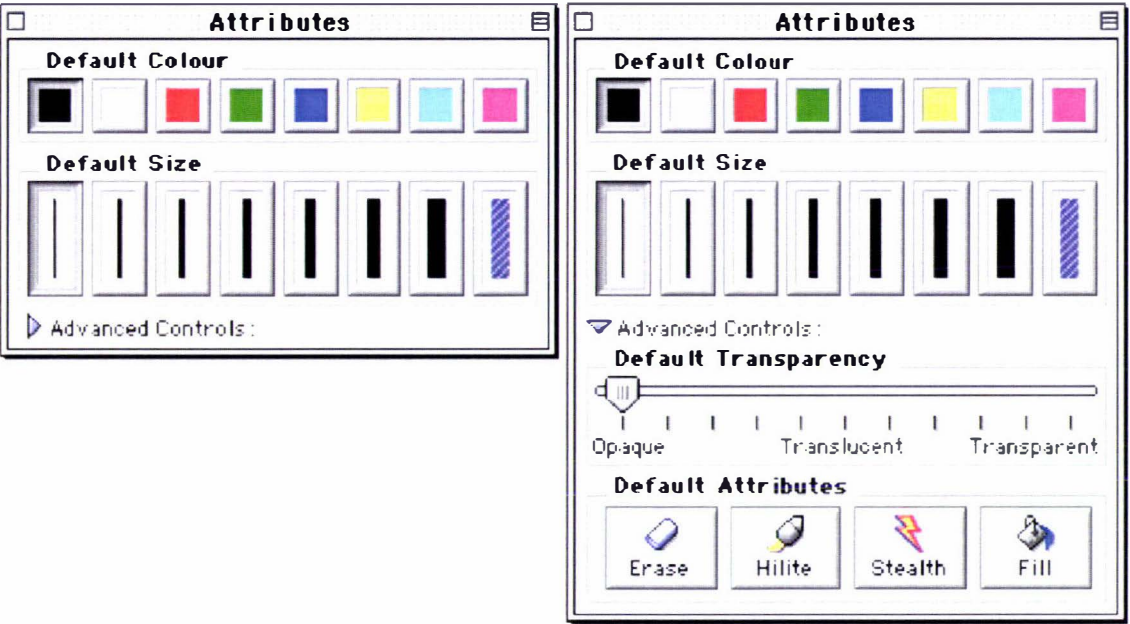 Attributes
Default Colour
Default Size
Advanced Controls:
Attributes
Default Colour
Default Size
Advanced Controls:
Default Transparency
Opaque Translucent Transparent
Default Attributes
Erase Hilite Stealth Fill